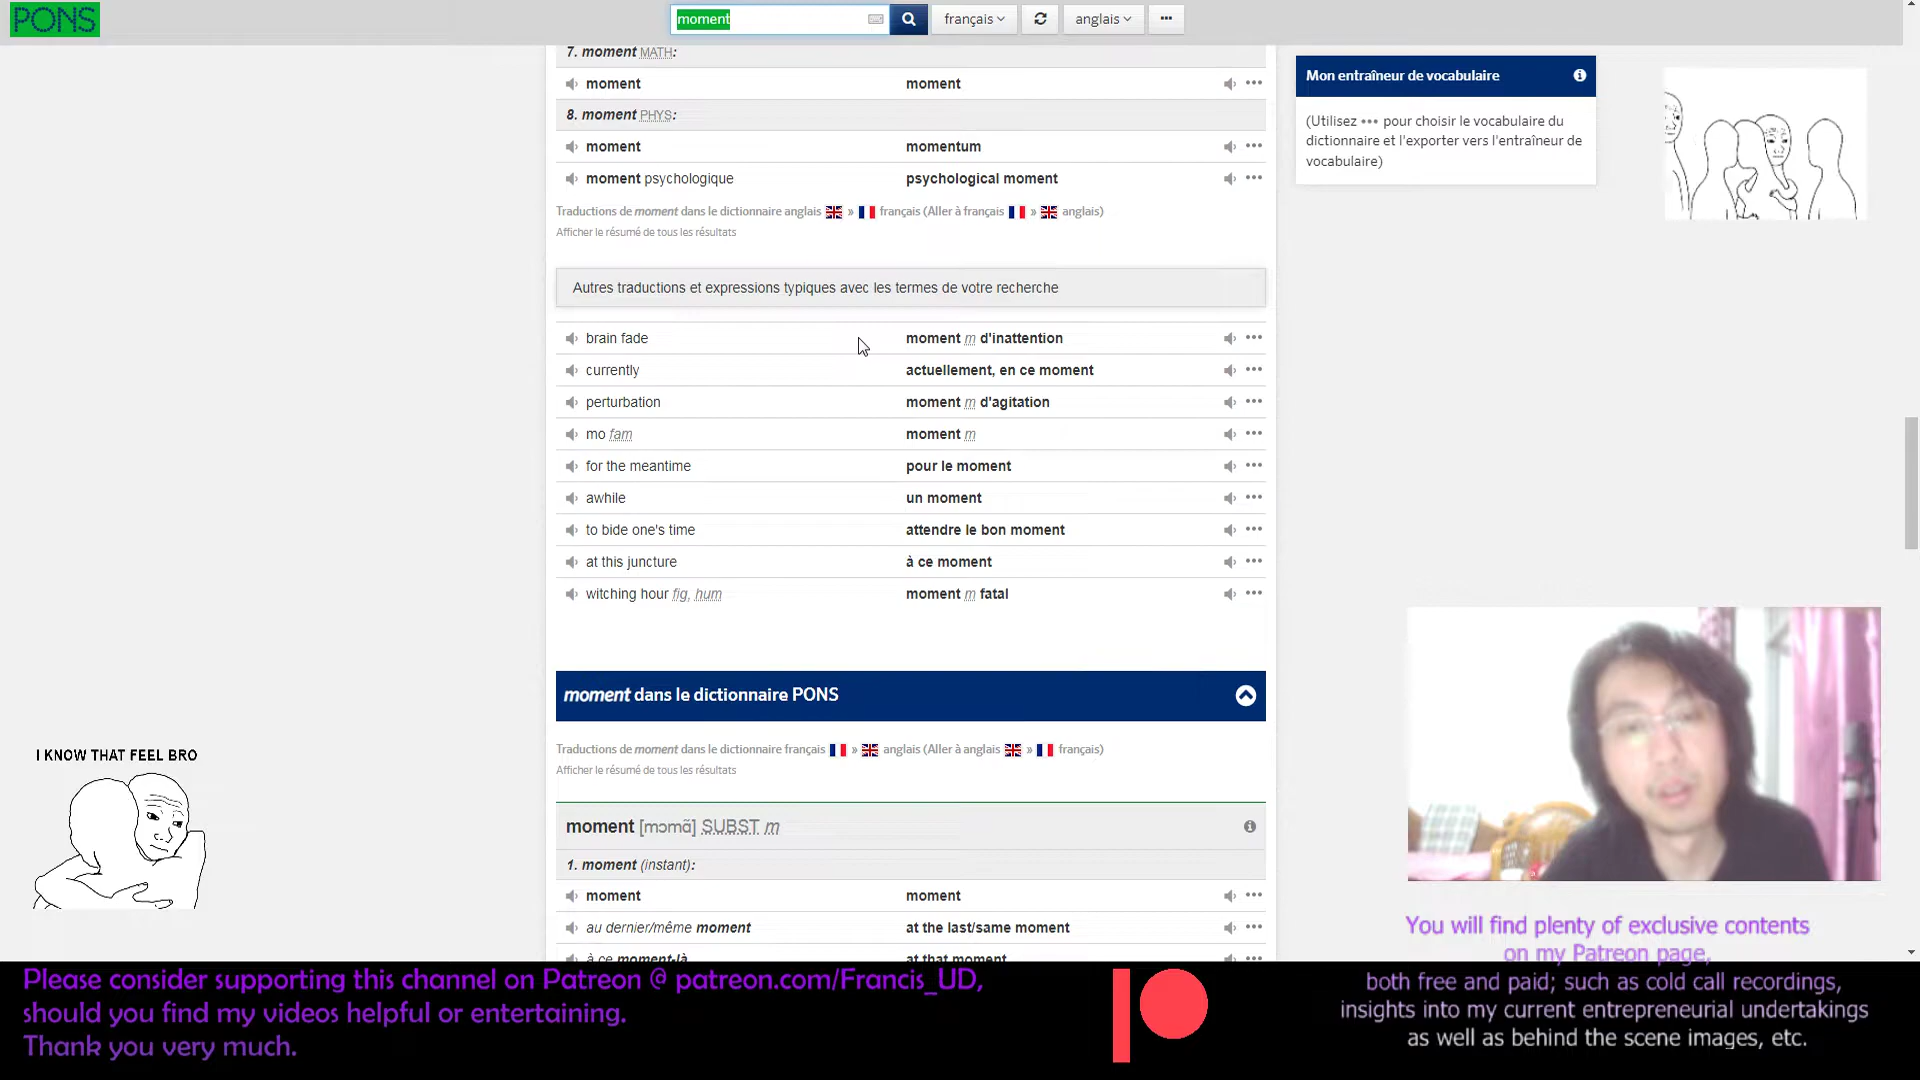 PONS
moment
français
anglais
7. moment MATH:
moment moment
8. moment PHYS:
moment momentum
moment psychologique psychological moment
Traductions de moment dans le dictionnaire anglais » français (Aller à français » anglais)
Afficher le résumé de tous les résultats
Autres traductions et expressions typiques avec les termes de votre recherche
brain fade moment m d'inattention
currently actuellement, en ce moment
perturbation moment m d'agitation
mo fam moment m
for the meantime pour le moment
awhile un moment
to bide one's time attendre le bon moment
at this juncture à ce moment
witching hour fig, hum moment m fatal
moment dans le dictionnaire PONS
Traductions de moment dans le dictionnaire français » anglais (Aller à anglais » français)
Afficher le résumé de tous les résultats
moment [mɔmɑ̃] SUBST m
1. moment (instant):
moment moment
au dernier/même moment at the last/same moment
à ce moment-là at that moment
Mon entraîneur de vocabulaire
(Utilisez ••• pour choisir le vocabulaire du
dictionnaire et l'exporter vers l'entraîneur de
vocabulaire)
I KNOW THAT FEEL BRO
You will find plenty of exclusive contents
on my Patreon page,
both free and paid; such as cold call recordings,
insights into my current entrepreneurial undertakings
as well as behind the scene images, etc.
Please consider supporting this channel on Patreon @ patreon.com/Francis_UD,
should you find my videos helpful or entertaining.
Thank you very much.